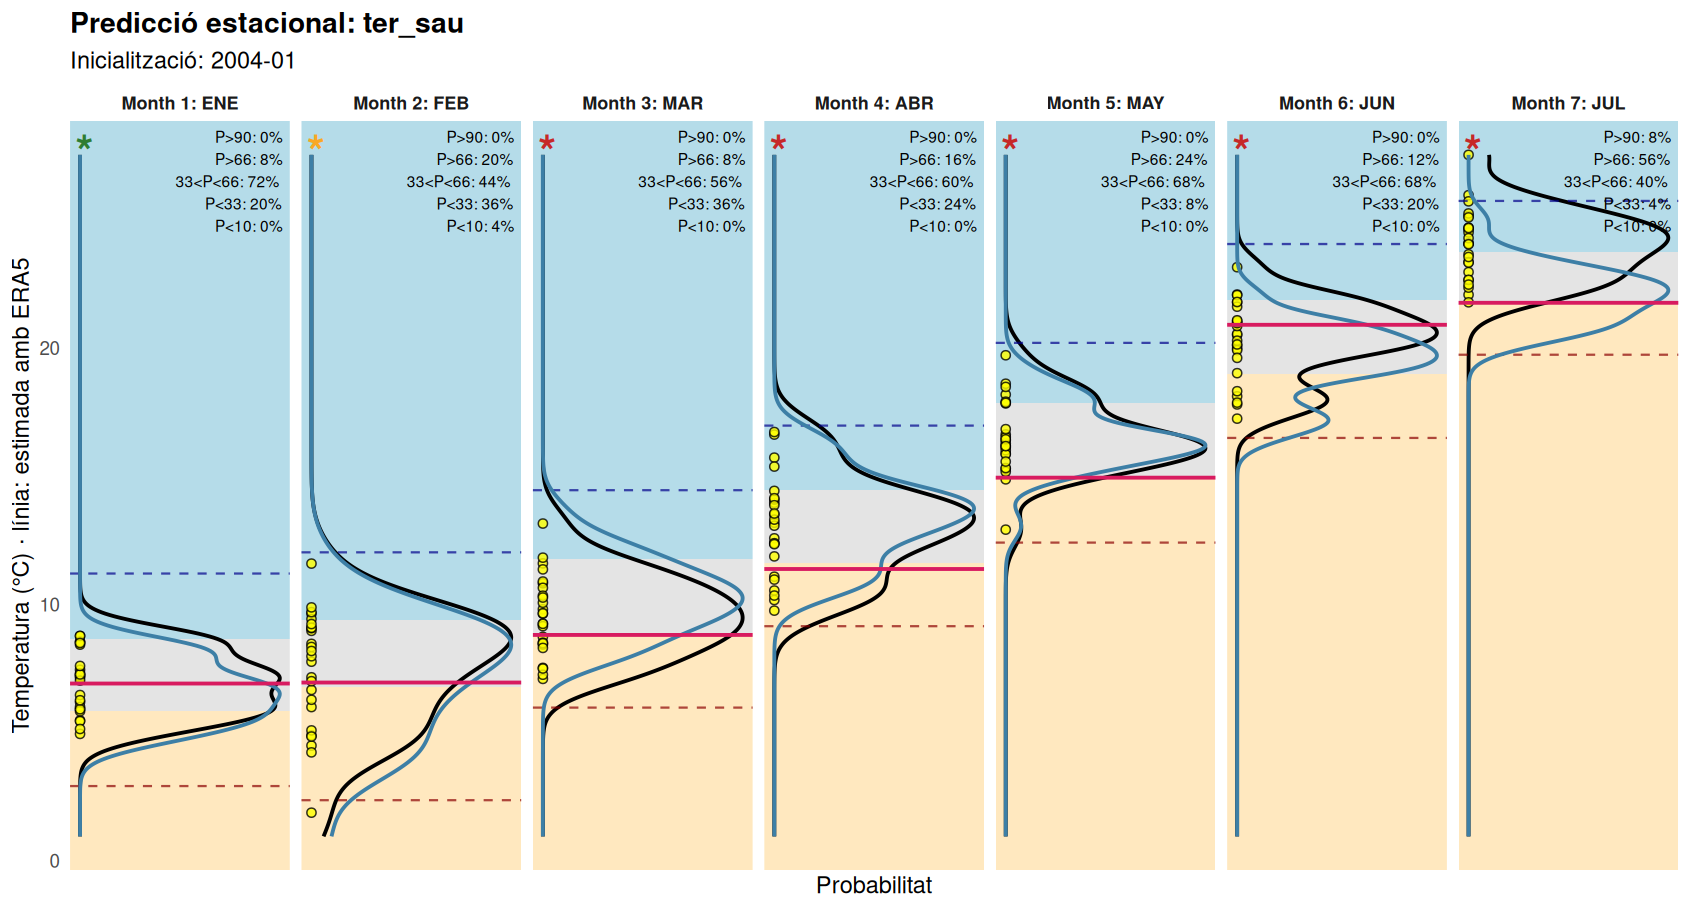 Predicció estacional: ter_sau
Inicialització: 2004-01
Month 1: ENE
Month 2: FEB
Month 3: MAR
Month 4: ABR
Month 5: MAY
Month 6: JUN
Month 7: JUL
P>90: 0%
P>66: 8%
33<P<66: 72%
P<33: 20%
P<10: 0%
P>90: 0%
P>66: 20%
33<P<66: 44%
P<33: 36%
P<10: 4%
P>90: 0%
P>66: 8%
33<P<66: 56%
P<33: 36%
P<10: 0%
P>90: 0%
P>66: 16%
33<P<66: 60%
P<33: 24%
P<10: 0%
P>90: 0%
P>66: 24%
33<P<66: 68%
P<33: 8%
P<10: 0%
P>90: 0%
P>66: 12%
33<P<66: 68%
P<33: 20%
P<10: 0%
P>90: 8%
P>66: 56%
33<P<66: 40%
P<33: 4%
P<10: 0%
Temperatura (°C) · línia: estimada amb ERA5
20
10
0
Probabilitat